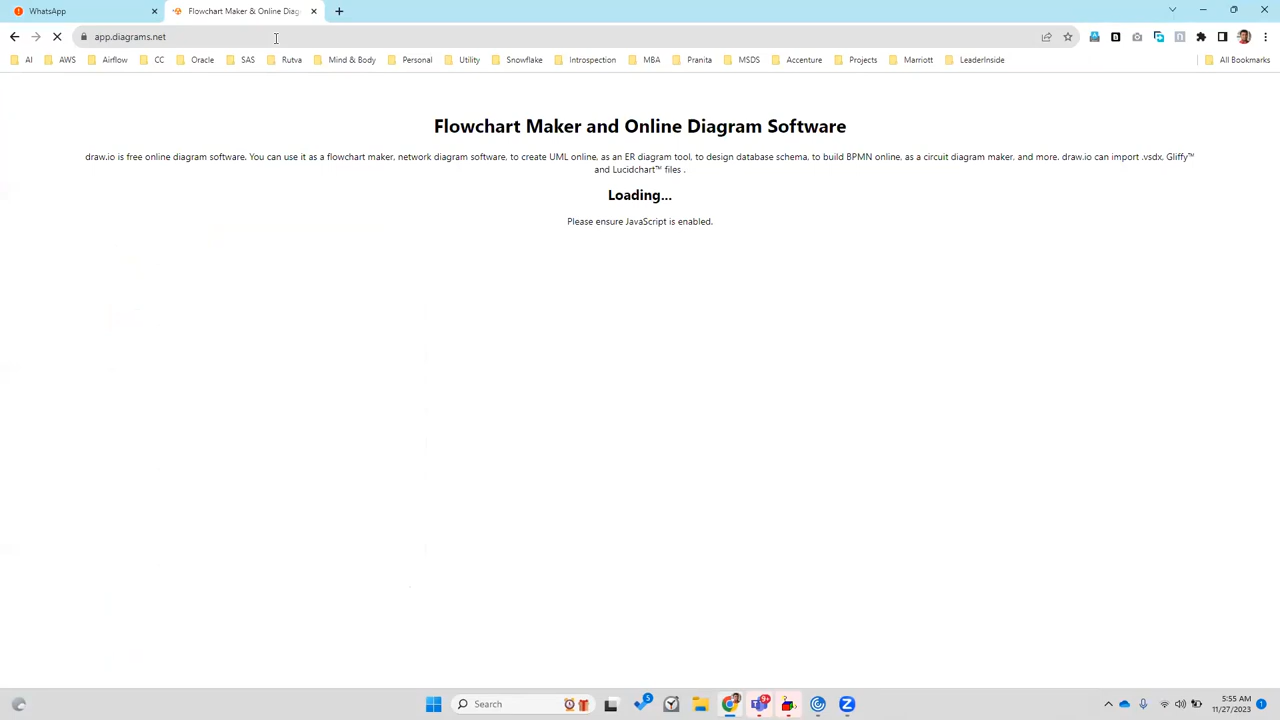 WhatsApp
Flowchart Maker & Online Diag
app.diagrams.net
AI AWS Airflow CC Oracle SAS Rutva Mind & Body Personal Utility Snowflake Introspection MBA Pranita MSDS Accenture Projects Marriott LeaderInside All Bookmarks
Flowchart Maker and Online Diagram Software
draw.io is free online diagram software. You can use it as a flowchart maker, network diagram software, to create UML online, as an ER diagram tool, to design database schema, to build BPMN online, as a circuit diagram maker, and more. draw.io can import .vsdx, Gliffy™
and Lucidchart™ files .
Loading...
Please ensure JavaScript is enabled.
Search 5 9+ 5:55 AM
11/27/2023 1